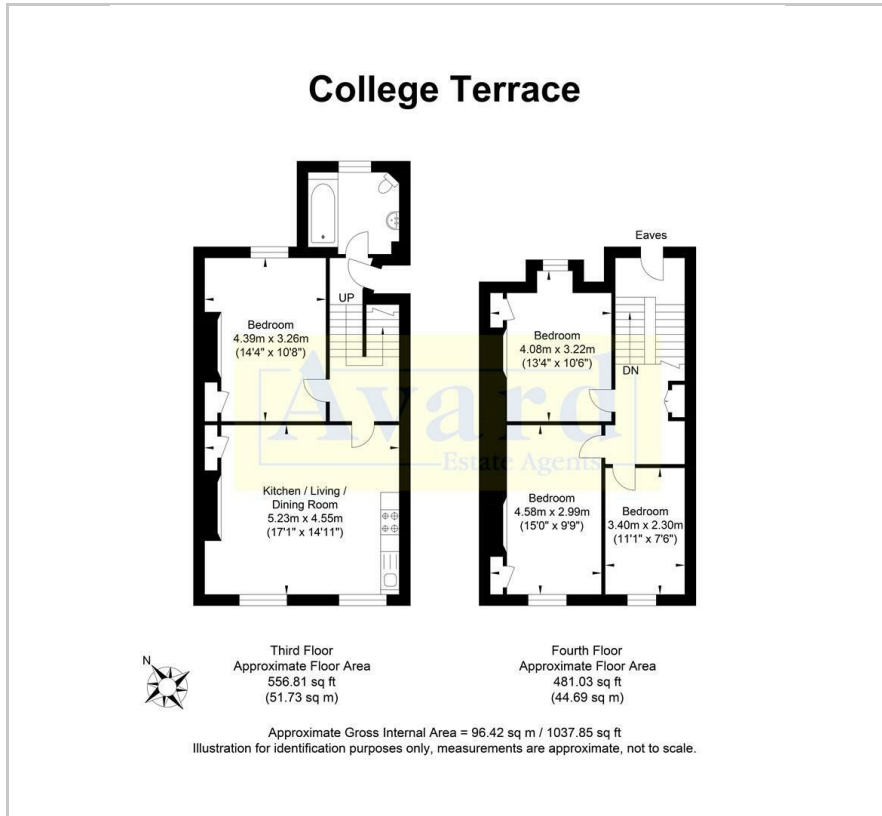 College Terrace
Eaves
UP
Bedroom
4.39m x 3.26m
(14'4" x 10'8")
Bedroom
4.08m x 3.22m
(13'4" x 10'6")
DN
Avard
Estate Agents
Kitchen / Living /
Dining Room
5.23m x 4.55m
(17'1" x 14'11")
Bedroom
4.58m x 2.99m
(15'0" x 9'9")
Bedroom
3.40m x 2.30m
(11'1" x 7'6")
N
Third Floor
Approximate Floor Area
556.81 sq ft
(51.73 sq m)
Fourth Floor
Approximate Floor Area
481.03 sq ft
(44.69 sq m)
Approximate Gross Internal Area = 96.42 sq m / 1037.85 sq ft
Illustration for identification purposes only, measurements are approximate, not to scale.